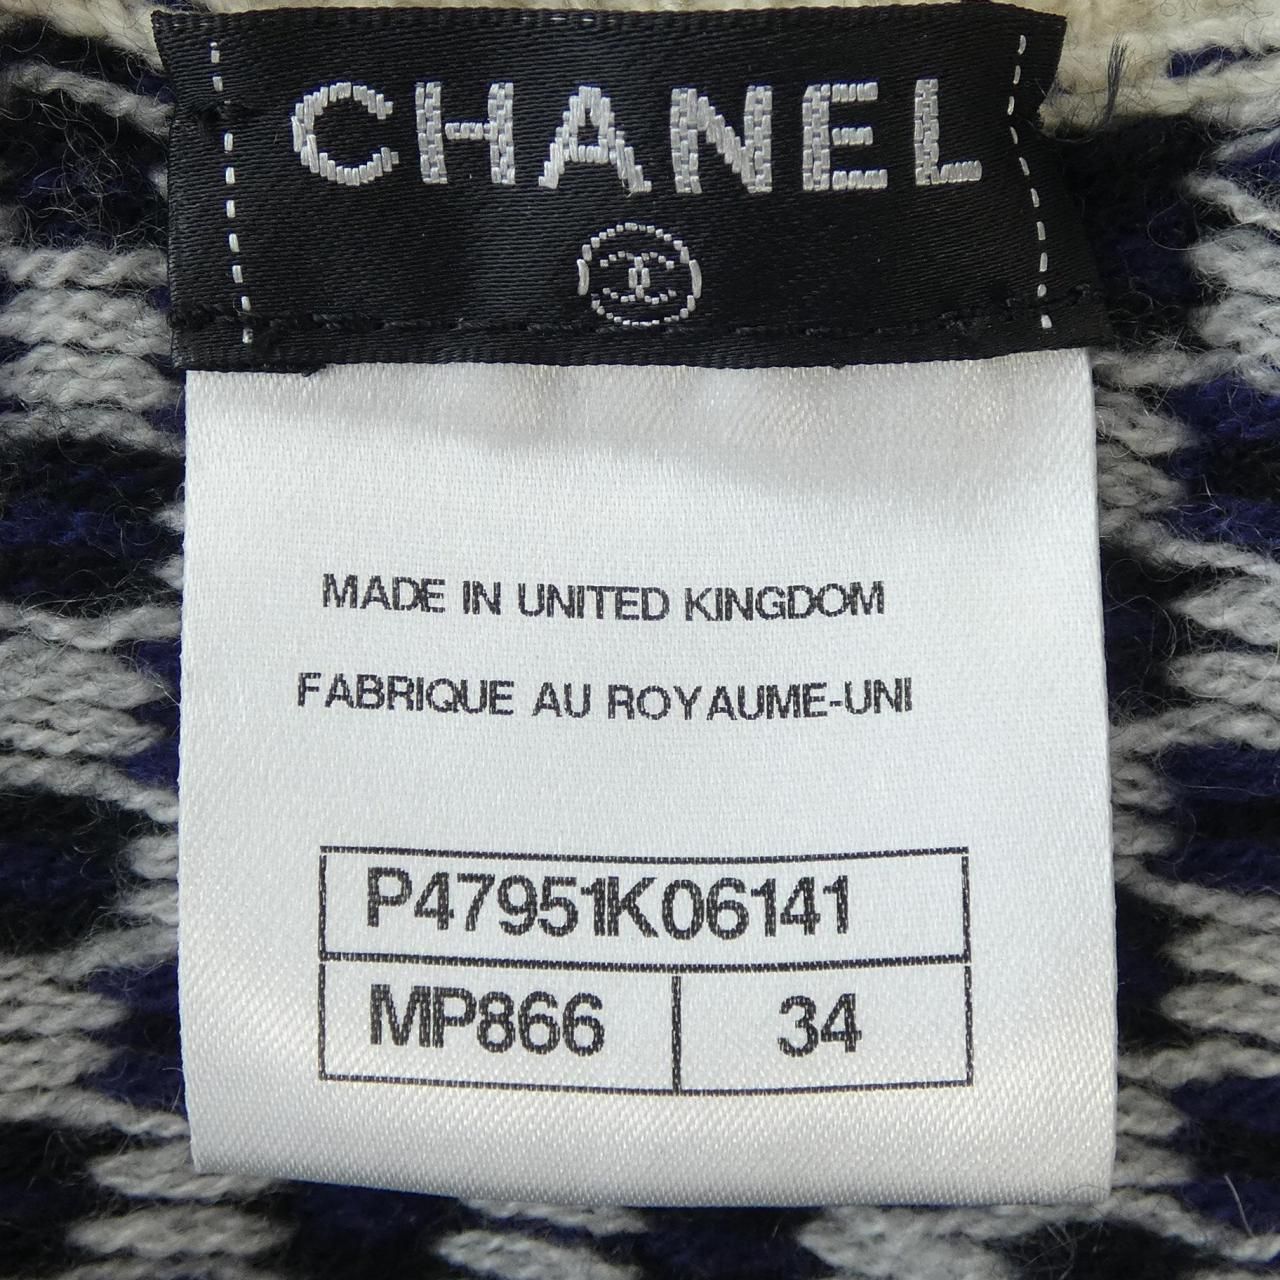 CHANEL
MADE IN UNITED KINGDOM
FABRIQUE AU ROYAUME-UNI
P47951K06141
MP866 34